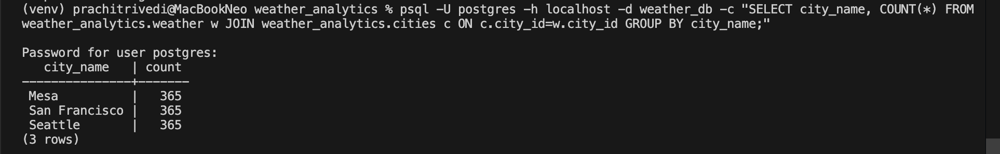 (venv) prachitrivedi@MacBookNeo weather_analytics % psql -U postgres -h localhost -d weather_db -c "SELECT city_name, COUNT(*) FROM
weather_analytics.weather w JOIN weather_analytics.cities c ON c.city_id=w.city_id GROUP BY city_name;"
Password for user postgres:
city_name | count
---------------+-------
Mesa | 365
San Francisco | 365
Seattle | 365
(3 rows)